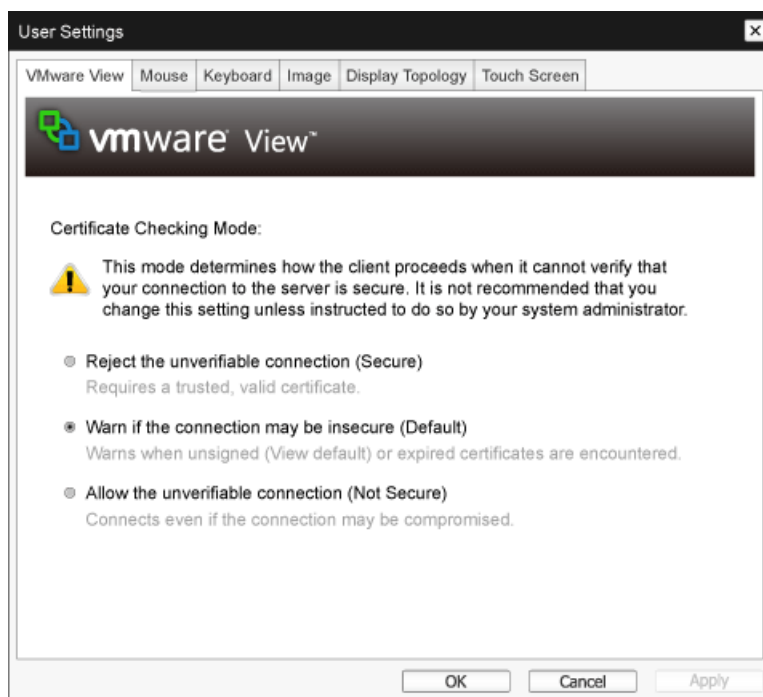 User Settings
VMware View Mouse Keyboard Image Display Topology Touch Screen
vmware View™
Certificate Checking Mode:
This mode determines how the client proceeds when it cannot verify that
your connection to the server is secure. It is not recommended that you
change this setting unless instructed to do so by your system administrator.
Reject the unverifiable connection (Secure)
Requires a trusted, valid certificate.
Warn if the connection may be insecure (Default)
Warns when unsigned (View default) or expired certificates are encountered.
Allow the unverifiable connection (Not Secure)
Connects even if the connection may be compromised.
OK Cancel Apply